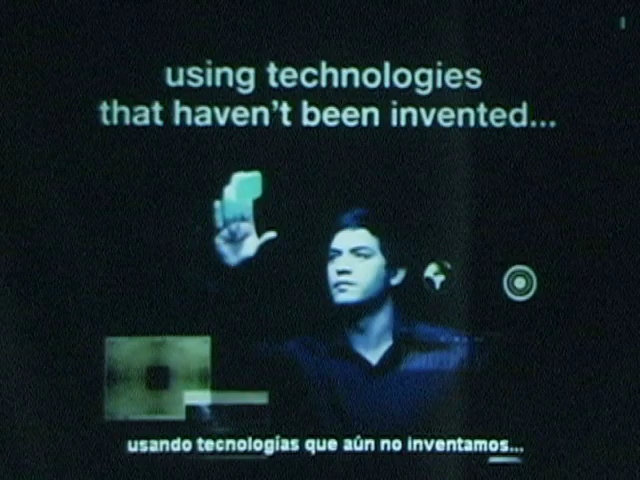 using technologies
that haven't been invented...
usando tecnologías que aún no inventamos...